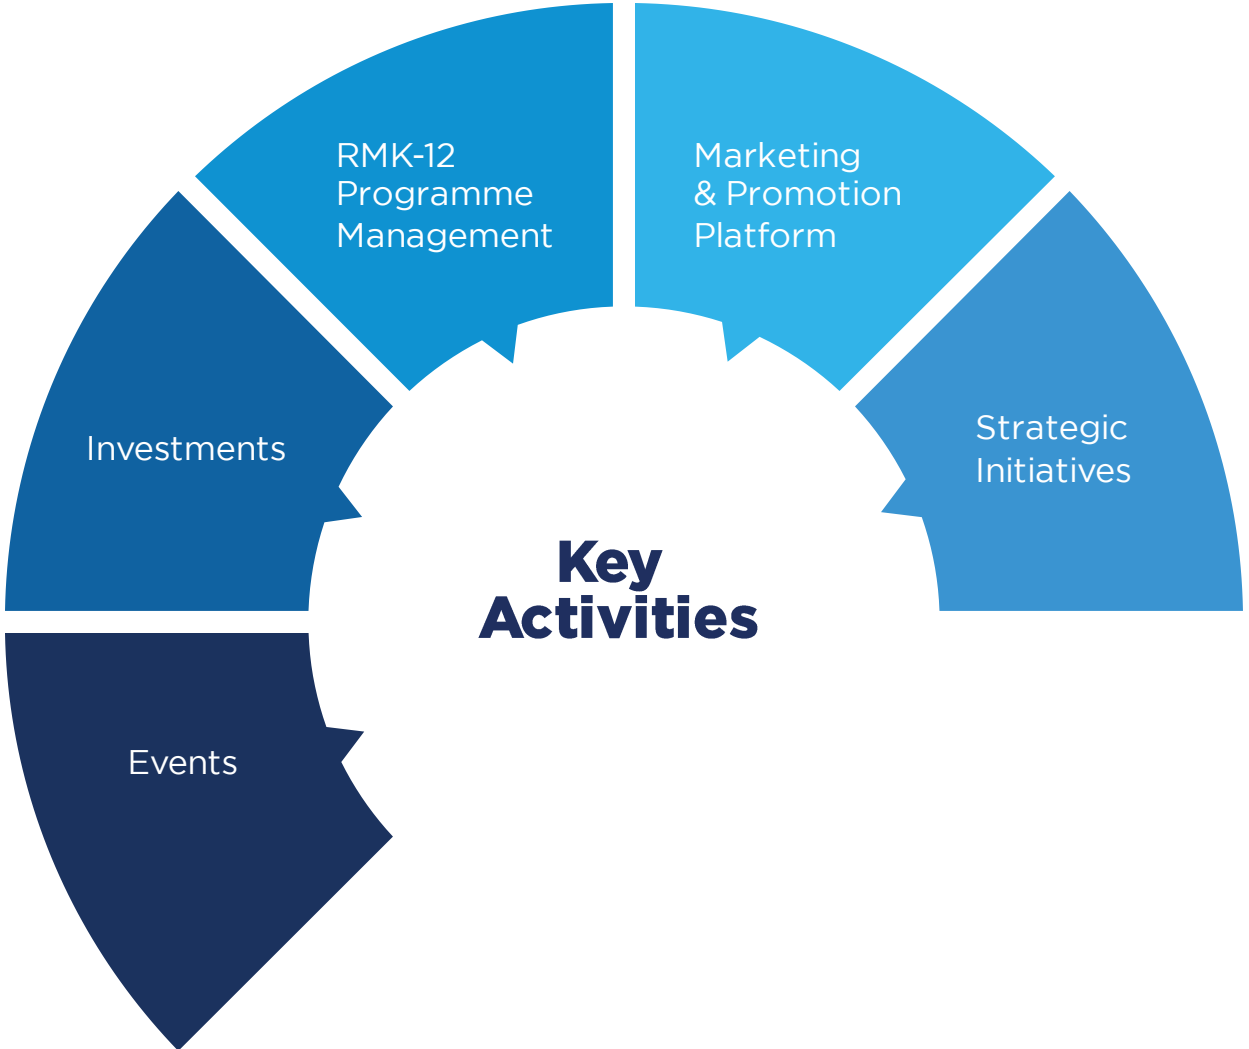 RMK-12
Programme
Management
Marketing
& Promotion
Platform
Investments
Strategic
Initiatives
Key
Activities
Events